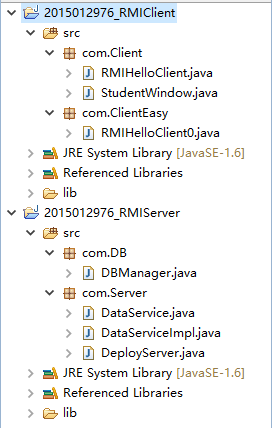 2015012976_RMIClient
src
com.Client
RMIHelloClient.java
StudentWindow.java
com.ClientEasy
RMIHelloClient0.java
JRE System Library [JavaSE-1.6]
Referenced Libraries
lib
2015012976_RMIServer
src
com.DB
DBManager.java
com.Server
DataService.java
DataServiceImpl.java
DeployServer.java
JRE System Library [JavaSE-1.6]
Referenced Libraries
lib